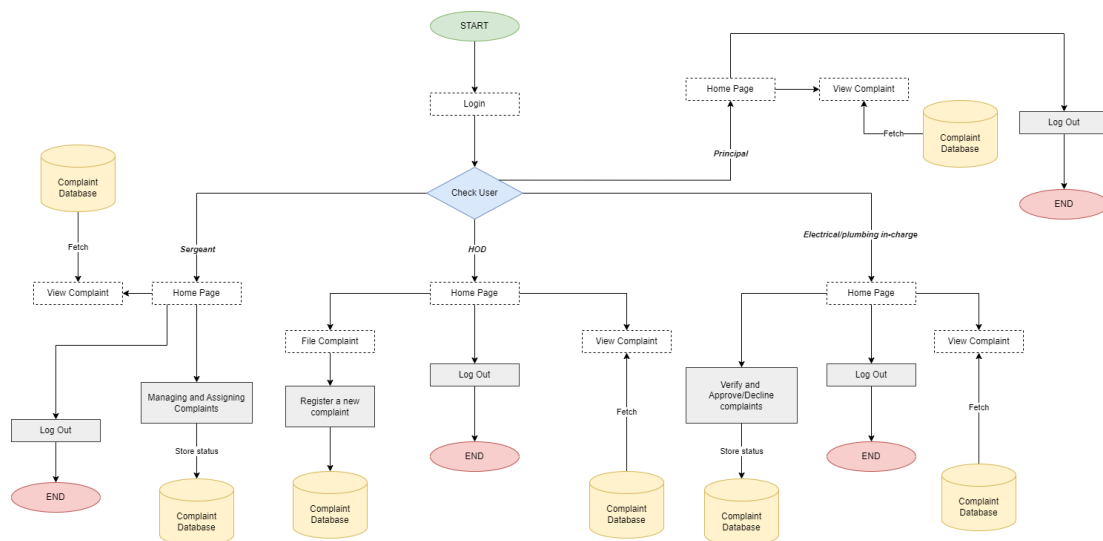 START
Home Page
View Complaint
Login
Log Out
Fetch
Complaint
Database
Principal
Complaint
Database
Check User
END
Electrical/plumbing in-charge
Fetch
Sergeant
HOD
View Complaint
Home Page
Home Page
Home Page
File Complaint
View Complaint
View Complaint
Log Out
Log Out
Managing and Assigning
Complaints
Register a new
complaint
Verify and
Approve/Decline
complaints
Fetch
Fetch
Log Out
Store status
Store status
END
END
END
Complaint
Database
Complaint
Database
Complaint
Database
Complaint
Database
Complaint
Database